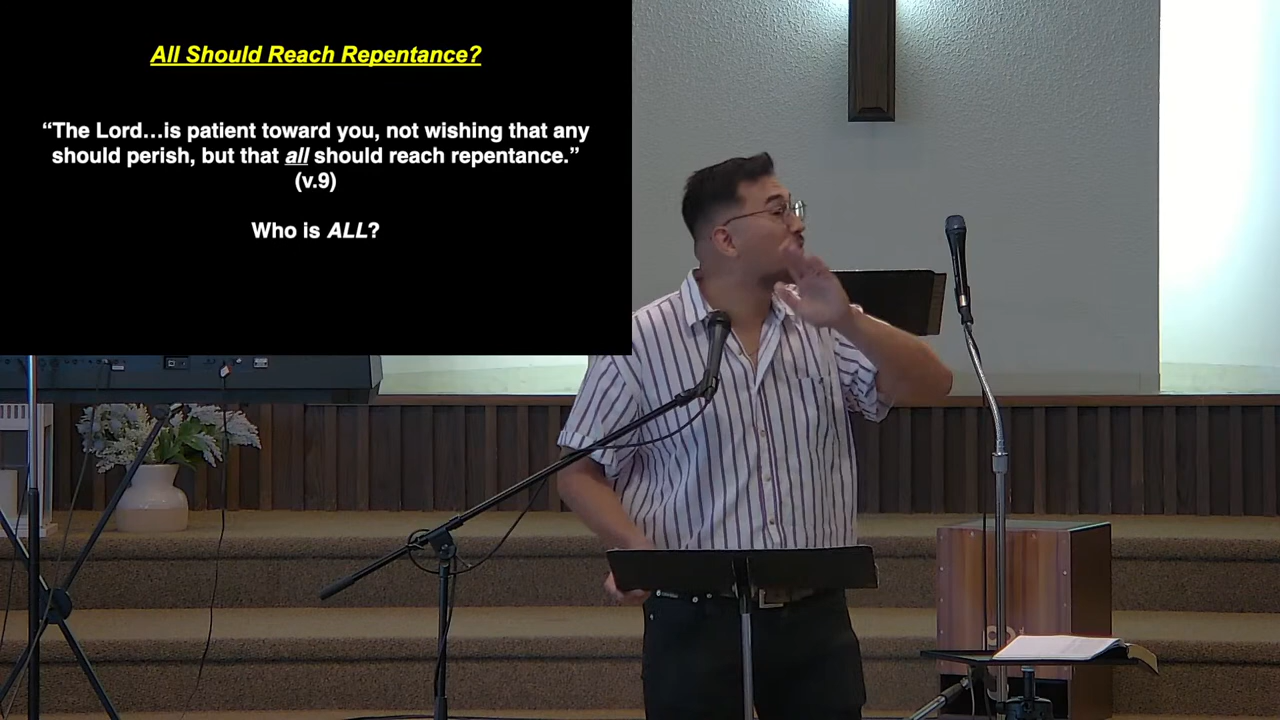 All Should Reach Repentance?
“The Lord…is patient toward you, not wishing that any
should perish, but that all should reach repentance.”
(v.9)
Who is ALL?